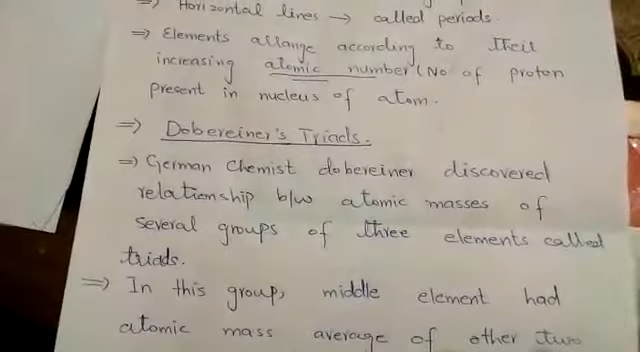 ⇒ Horizontal lines → called periods.
⇒ Elements allange according to their
increasing atomic number (No of proton
present in nucleus of atom.
⇒ Dobereiner's Triads.
⇒ German Chemist dobereiner discovered
relationship b/w atomic masses of
several groups of three elements called
triads.
⇒ In this group, middle element had
atomic mass average of other two